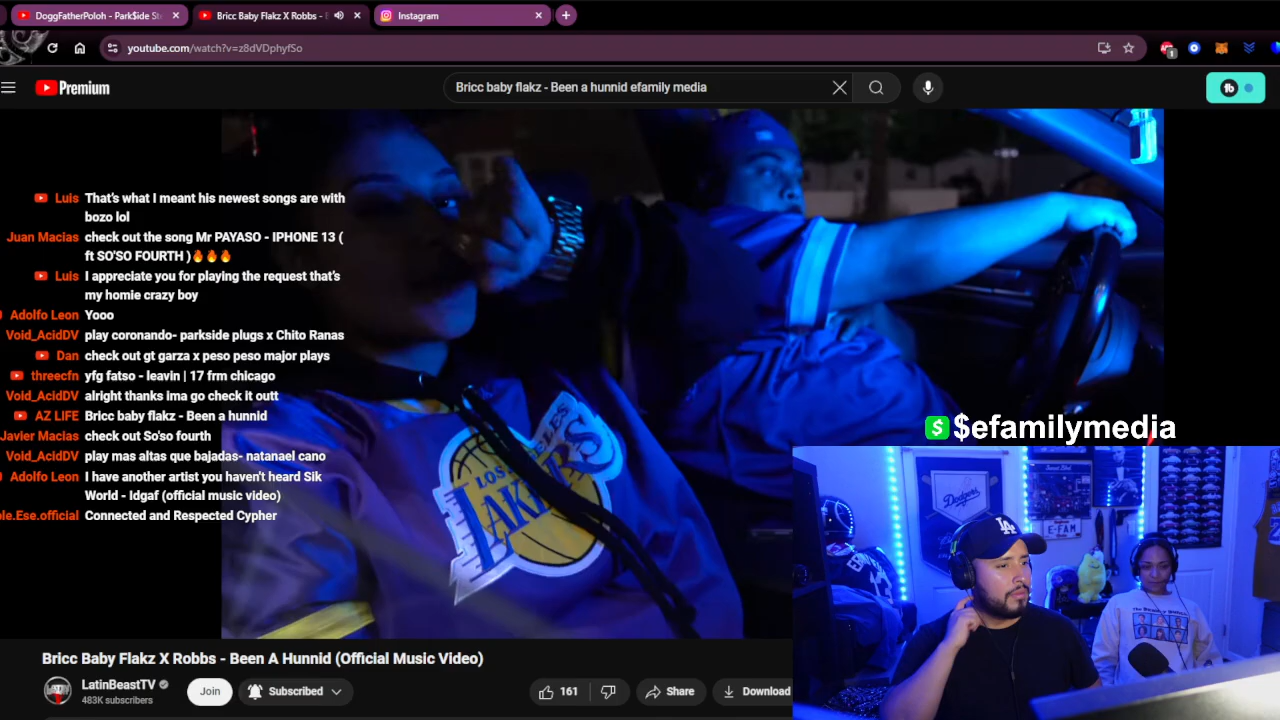 DoggFatherPoloh - Park$ide St
Bricc Baby Flakz X Robbs - B
Instagram
youtube.com/watch?v=z8dVDphyfSo
1
Premium
Bricc baby flakz - Been a hunnid efamily media
Luis That's what I meant his newest songs are with
bozo lol
Juan Macias check out the song Mr PAYASO - IPHONE 13 (
ft SO'SO FOURTH )🔥🔥🔥
Luis I appreciate you for playing the request that's
my homie crazy boy
Adolfo Leon Yooo
Void_AcidDV play coronando- parkside plugs x Chito Ranas
Dan check out gt garza x peso peso major plays
threecfn yfg fatso - leavin | 17 frm chicago
Void_AcidDV alright thanks ima go check it outt
AZ LIFE Bricc baby flakz - Been a hunnid
Javier Macias check out So'so fourth
Void_AcidDV play mas altas que bajadas- natanael cano
Adolfo Leon I have another artist you haven't heard Sik
World - Idgaf (official music video)
le.Ese.official Connected and Respected Cypher
LOS ANGELES
LAKERS
$ $efamilymedia
Dodgers
E-FAM
LA
Bricc Baby Flakz X Robbs - Been A Hunnid (Official Music Video)
LatinBeastTV
483K subscribers
Join
Subscribed
161
Share
Download